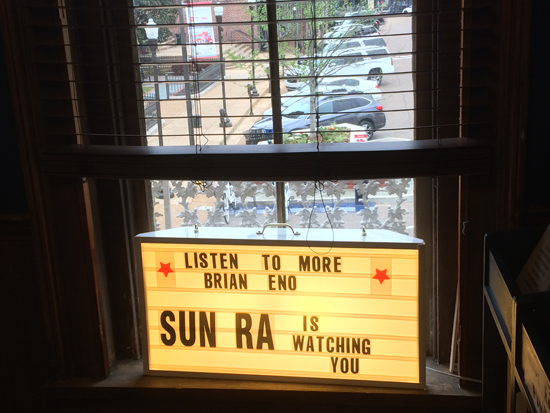 LISTEN TO MORE
BRIAN ENO
SUN RA IS
WATCHING
YOU